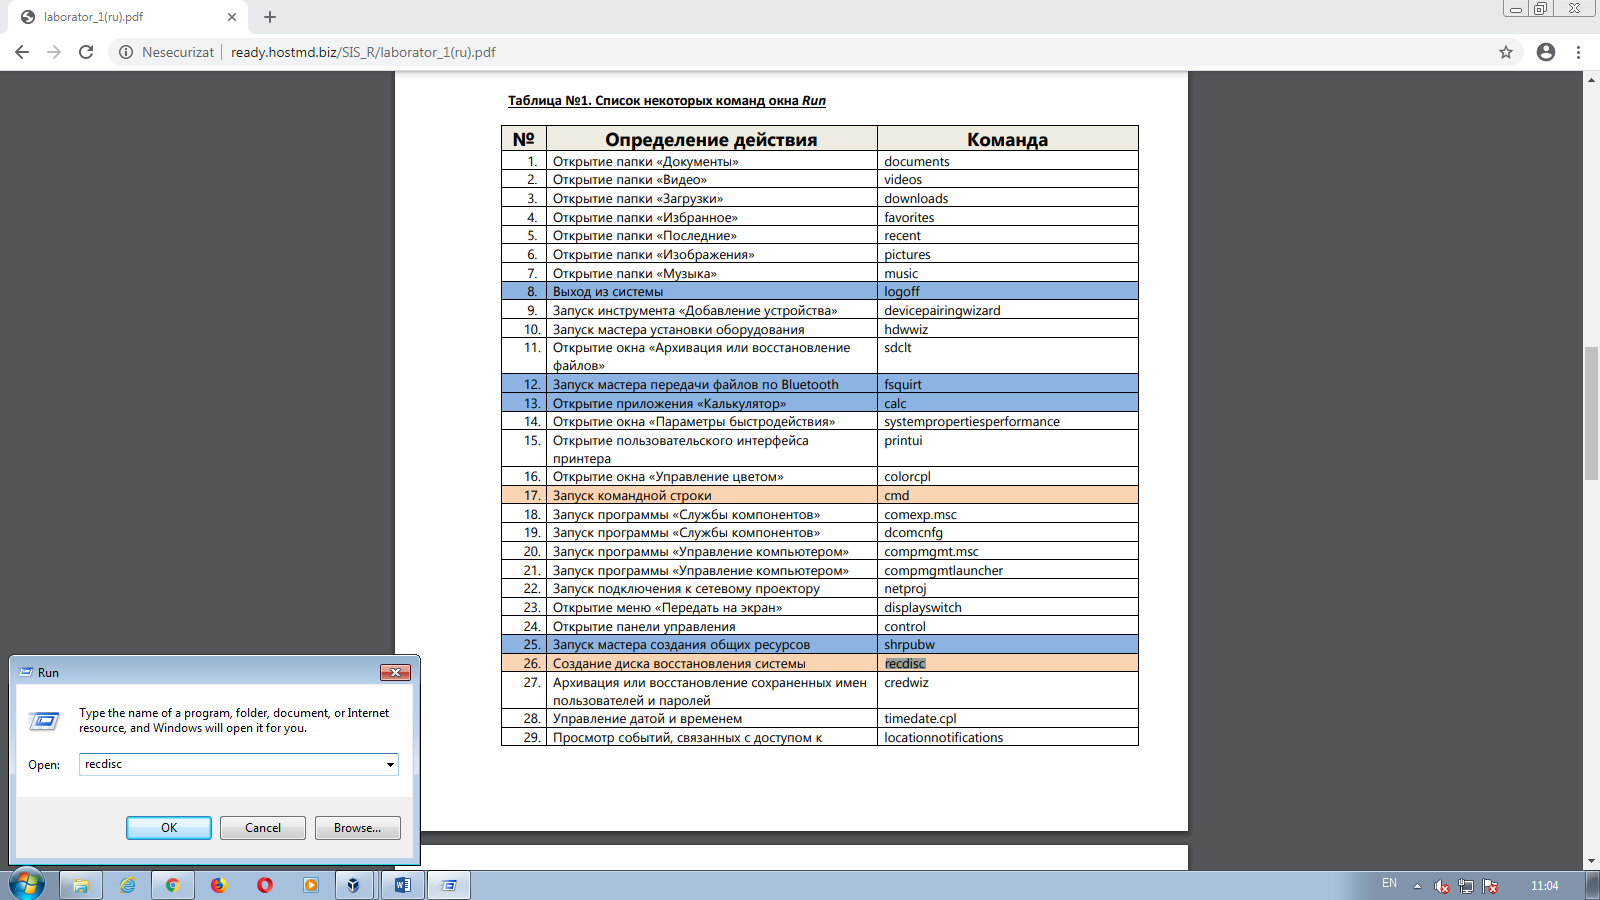 laborator_1(ru).pdf
Nesecurizat
ready.hostmd.biz/SIS_R/laborator_1(ru).pdf
Таблица №1. Список некоторых команд окна Run
№ Определение действия Команда
1. Открытие папки «Документы» documents
2. Открытие папки «Видео» videos
3. Открытие папки «Загрузки» downloads
4. Открытие папки «Избранное» favorites
5. Открытие папки «Последние» recent
6. Открытие папки «Изображения» pictures
7. Открытие папки «Музыка» music
8. Выход из системы logoff
9. Запуск инструмента «Добавление устройства» devicepairingwizard
10. Запуск мастера установки оборудования hdwwiz
11. Открытие окна «Архивация или восстановление sdclt
файлов»
12. Запуск мастера передачи файлов по Bluetooth fsquirt
13. Открытие приложения «Калькулятор» calc
14. Открытие окна «Параметры быстродействия» systempropertiesperformance
15. Открытие пользовательского интерфейса printui
принтера
16. Открытие окна «Управление цветом» colorcpl
17. Запуск командной строки cmd
18. Запуск программы «Службы компонентов» comexp.msc
19. Запуск программы «Службы компонентов» dcomcnfg
20. Запуск программы «Управление компьютером» compmgmt.msc
21. Запуск программы «Управление компьютером» compmgmtlauncher
22. Запуск подключения к сетевому проектору netproj
23. Открытие меню «Передать на экран» displayswitch
24. Открытие панели управления control
25. Запуск мастера создания общих ресурсов shrpubw
26. Создание диска восстановления системы recdisc
27. Архивация или восстановление сохраненных имен credwiz
пользователей и паролей
28. Управление датой и временем timedate.cpl
29. Просмотр событий, связанных с доступом к locationnotifications
Run
Type the name of a program, folder, document, or Internet
resource, and Windows will open it for you.
Open: recdisc
OK Cancel Browse...
EN 11:04